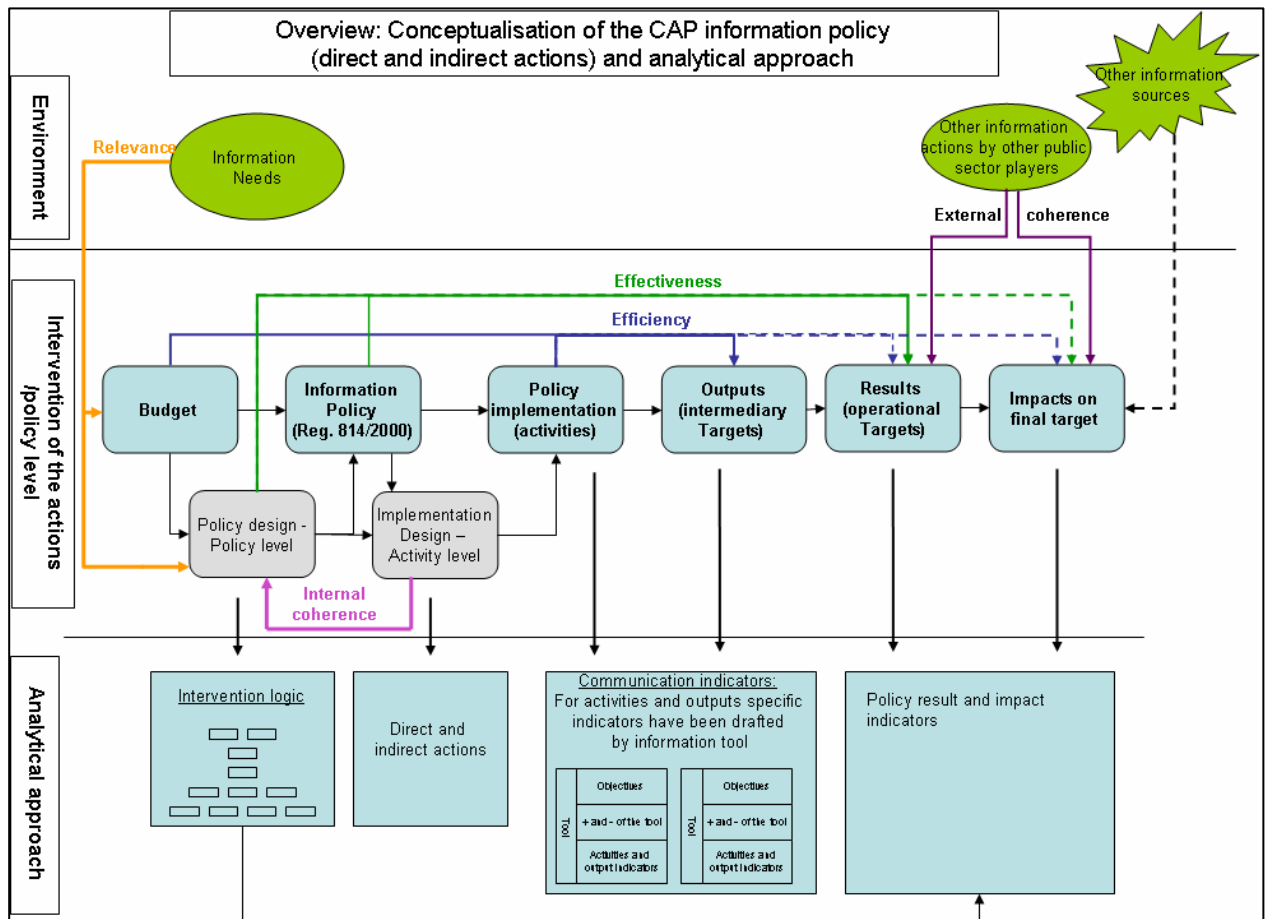 Overview: Conceptualisation of the CAP information policy
(direct and indirect actions) and analytical approach
Other information
sources
Environment
Relevance
Information
Needs
Other information
actions by other public
sector players
External coherence
Intervention of the actions
/policy level
Effectiveness
Efficiency
Budget
Information
Policy
(Reg. 814/2000)
Policy
implementation
(activities)
Outputs
(intermediary
Targets)
Results
(operational
Targets)
Impacts on
final target
Policy design -
Policy level
Implementation
Design –
Activity level
Internal
coherence
Analytical approach
Intervention logic
Direct and
indirect actions
Communication indicators:
For activities and outputs specific
indicators have been drafted
by information tool
Tool
Objectives
+ and - of the tool
Activities and
output indicators
Tool
Objectives
+ and - of the tool
Activities and
output indicators
Policy result and impact
indicators